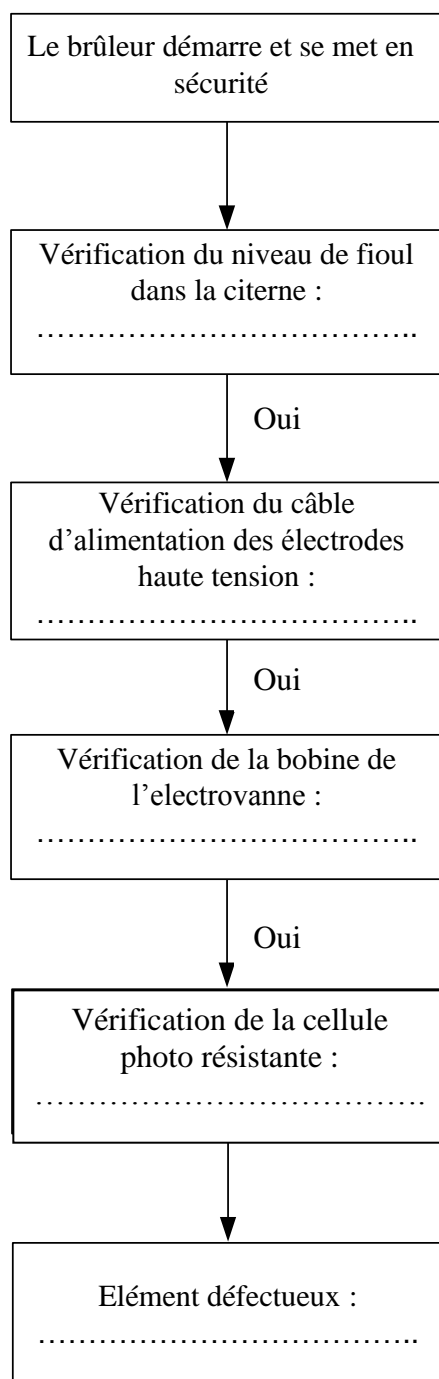 Le brûleur démarre et se met en
sécurité
Vérification du niveau de fioul
dans la citerne :
…………………………………..
Oui
Vérification du câble
d’alimentation des électrodes
haute tension :
…………………………………..
Oui
Vérification de la bobine de
l’electrovanne :
…………………………………..
Oui
Vérification de la cellule
photo résistante :
………………………………….
Elément défectueux :
…………………………………..